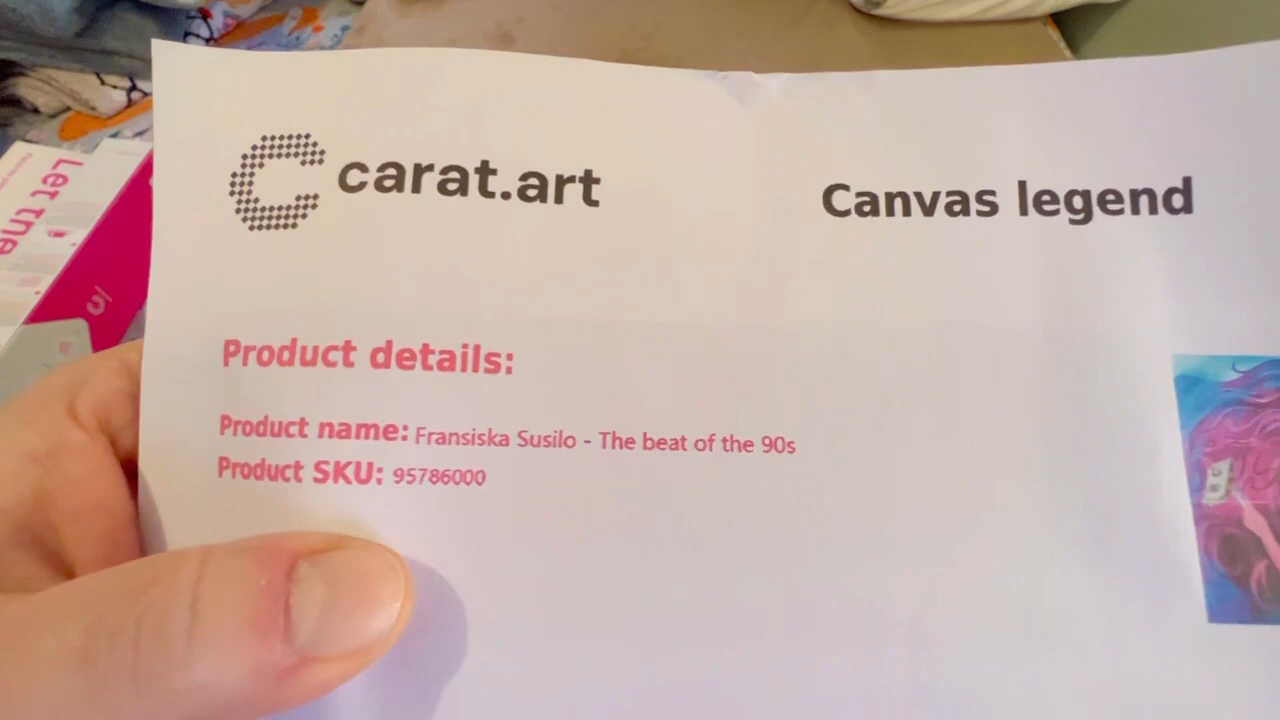 carat.art
Canvas legend
Product details:
Product name: Fransiska Susilo - The beat of the 90s
Product SKU: 95786000
Let the